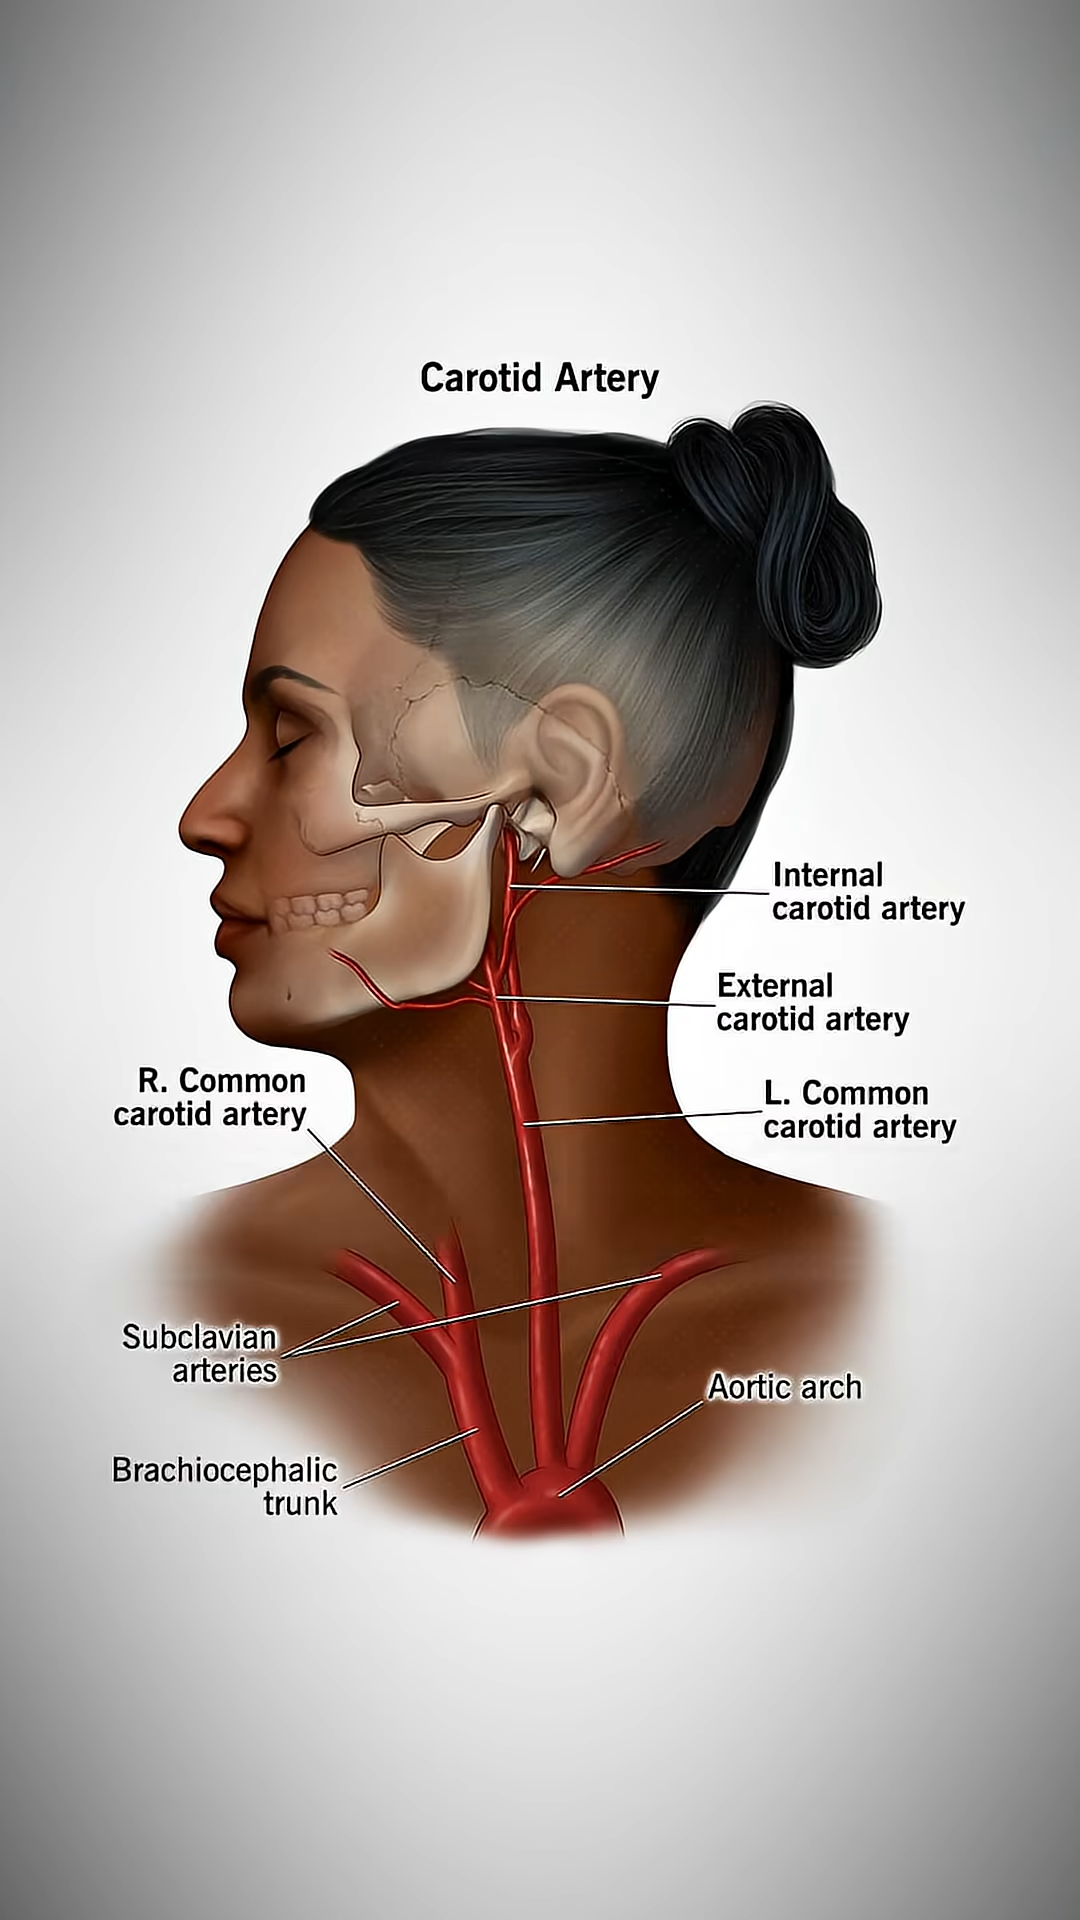 Carotid Artery
Internal
carotid artery
External
carotid artery
R. Common
carotid artery
L. Common
carotid artery
Subclavian
arteries
Aortic arch
Brachiocephalic
trunk